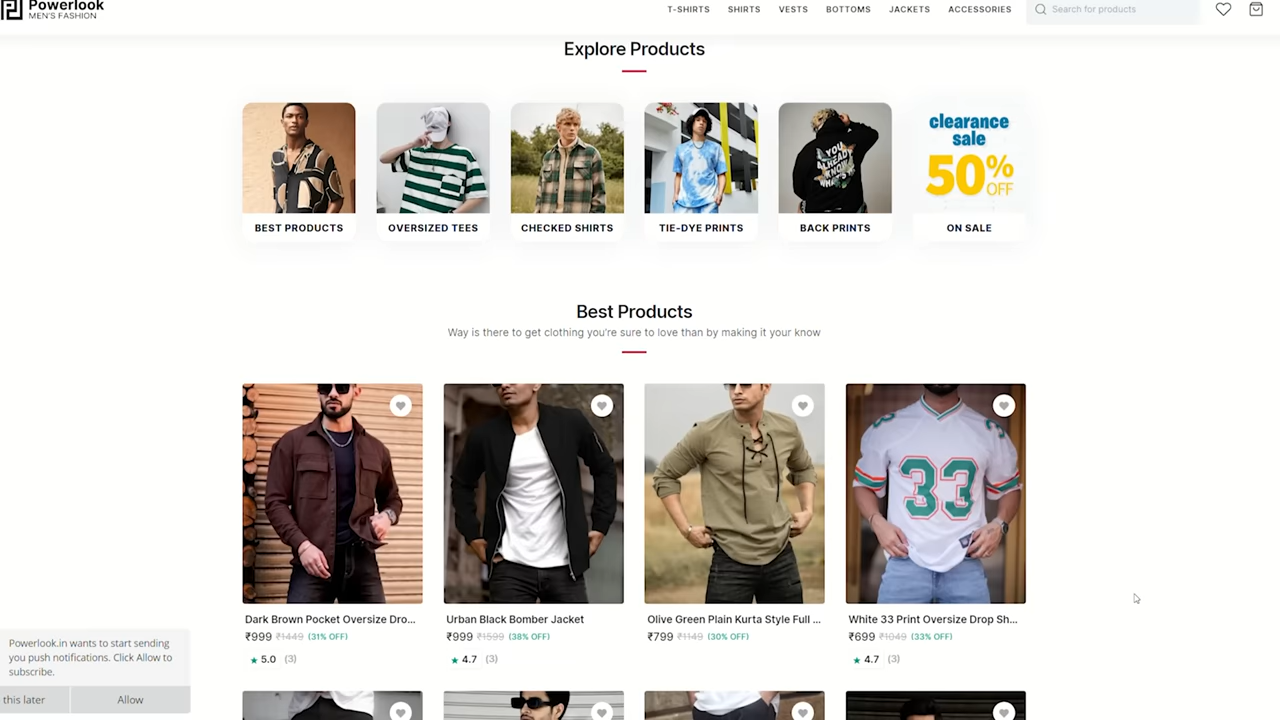 Powerlook
MEN'S FASHION
T-SHIRTS SHIRTS VESTS BOTTOMS JACKETS ACCESSORIES
Search for products
Explore Products
clearance
sale
50%
OFF
YOU
ALREADY
KNOW
BEST PRODUCTS
OVERSIZED TEES
CHECKED SHIRTS
TIE-DYE PRINTS
BACK PRINTS
ON SALE
Best Products
Way is there to get clothing you're sure to love than by making it your know
33
Dark Brown Pocket Oversize Dro...
₹999 ₹1449 (31% OFF)
5.0 (3)
Urban Black Bomber Jacket
₹999 ₹1599 (38% OFF)
4.7 (3)
Olive Green Plain Kurta Style Full ...
₹799 ₹1149 (30% OFF)
White 33 Print Oversize Drop Sh...
₹699 ₹1049 (33% OFF)
4.7 (3)
Powerlook.in wants to start sending
you push notifications. Click Allow to
subscribe.
this later
Allow